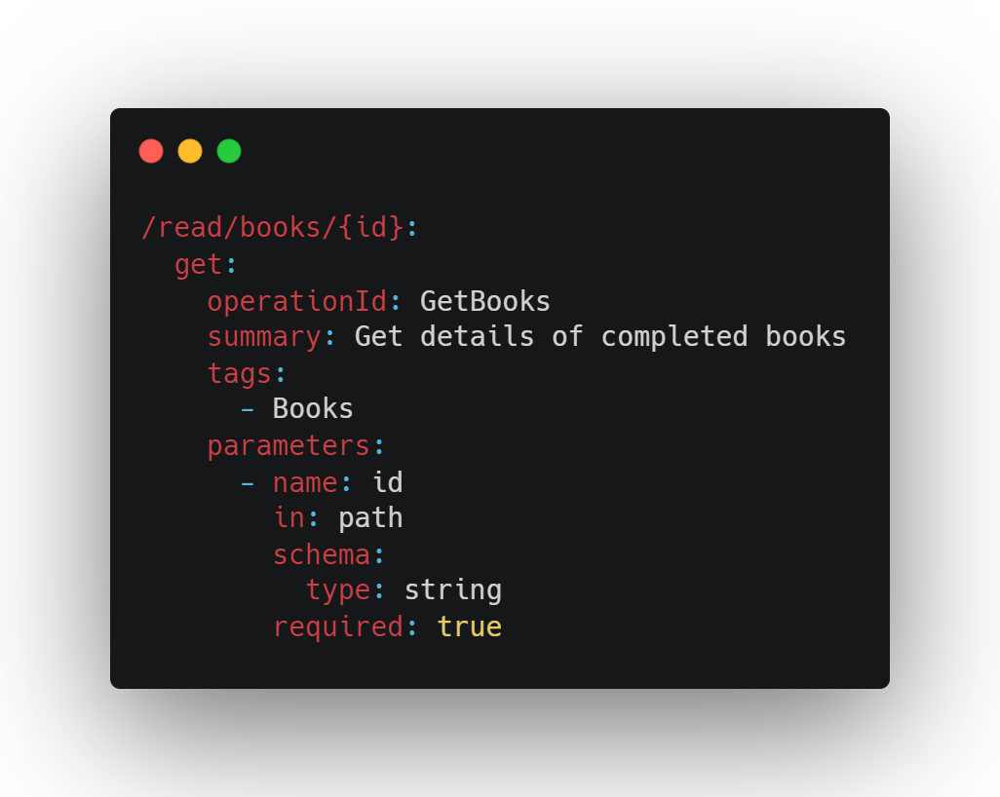 /read/books/{id}:
  get:
    operationId: GetBooks
    summary: Get details of completed books
    tags:
      - Books
    parameters:
      - name: id
        in: path
        schema:
          type: string
        required: true